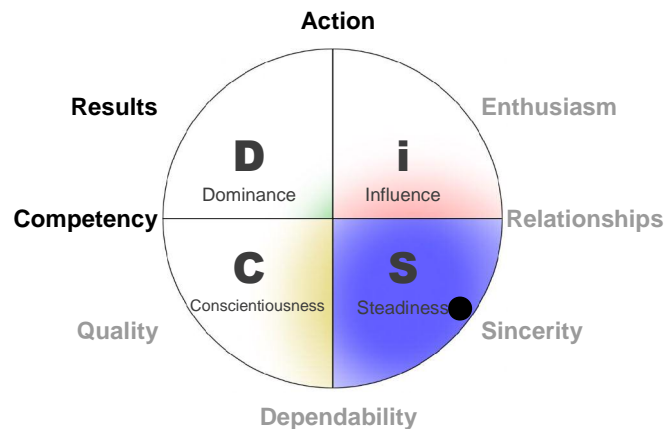 Action
Results
Enthusiasm
D
i
Dominance
Influence
Competency
Relationships
C
S
Conscientiousness
Steadiness
Quality
Sincerity
Dependability